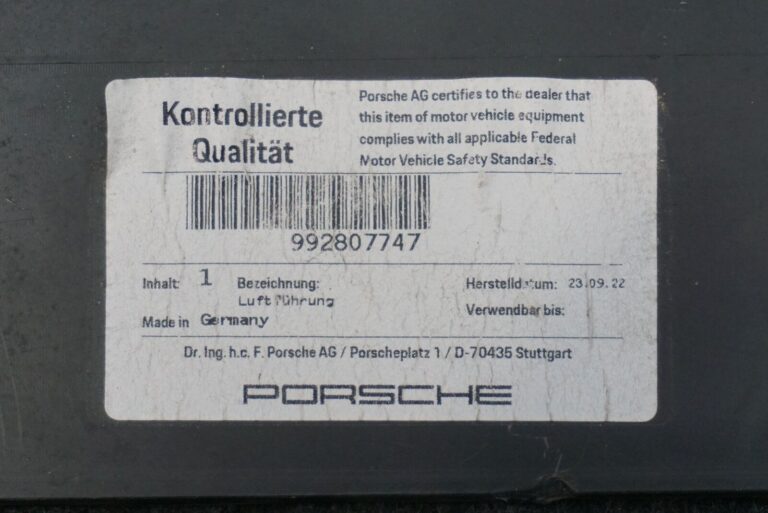 Kontrollierte
Qualität
Porsche AG certifies to the dealer that
this item of motor vehicle equipment
complies with all applicable Federal
Motor Vehicle Safety Standards.
992807747
Inhalt: 1 Bezeichnung: Herstelldatum: 23.09.22
Luftführung
Verwendbar bis:
Made in Germany
Dr. Ing. h.c. F. Porsche AG / Porscheplatz 1 / D-70435 Stuttgart
PORSCHE